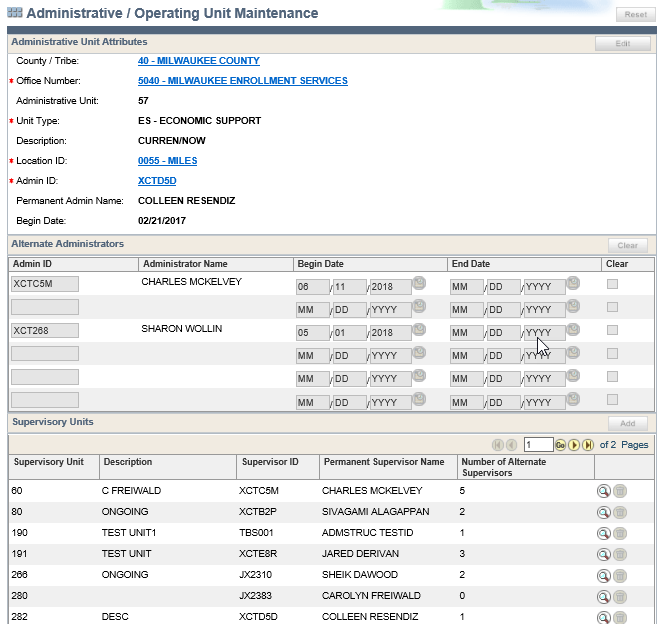 Administrative / Operating Unit Maintenance Reset
Administrative Unit Attributes Edit
County / Tribe: 40 - MILWAUKEE COUNTY
* Office Number: 5040 - MILWAUKEE ENROLLMENT SERVICES
Administrative Unit: 57
* Unit Type: ES - ECONOMIC SUPPORT
Description: CURREN/NOW
* Location ID: 0055 - MILES
* Admin ID: XCTD5D
Permanent Admin Name: COLLEEN RESENDIZ
Begin Date: 02/21/2017
Alternate Administrators Clear
Admin ID Administrator Name Begin Date End Date Clear
XCTC5M CHARLES MCKELVEY 06 / 11 / 2018 MM / DD / YYYY
MM / DD / YYYY MM / DD / YYYY
XCT268 SHARON WOLLIN 05 / 01 / 2018 MM / DD / YYYY
MM / DD / YYYY MM / DD / YYYY
MM / DD / YYYY MM / DD / YYYY
MM / DD / YYYY MM / DD / YYYY
Supervisory Units Add
1 Go of 2 Pages
Supervisory Unit Description Supervisor ID Permanent Supervisor Name Number of Alternate
Supervisors
60 C FREIWALD XCTC5M CHARLES MCKELVEY 5
80 ONGOING XCTB2P SIVAGAMI ALAGAPPAN 2
190 TEST UNIT1 TBS001 ADMSTRUC TESTID 1
191 TEST UNIT XCTE8R JARED DERIVAN 3
266 ONGOING JX2310 SHEIK DAWOOD 2
280 JX2383 CAROLYN FREIWALD 0
282 DESC XCTD5D COLLEEN RESENDIZ 1